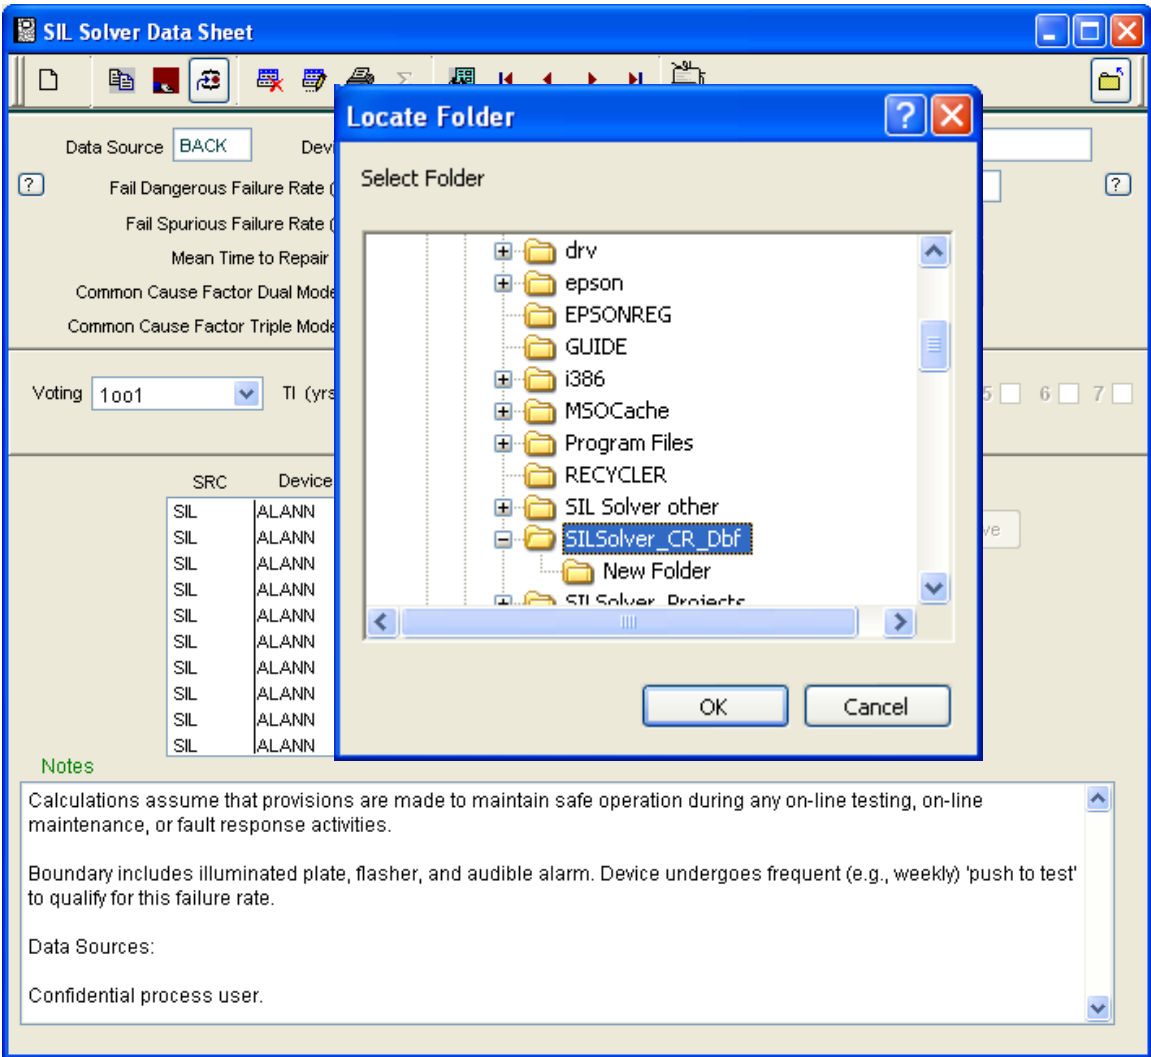 SIL Solver Data Sheet
Locate Folder
Select Folder
drv
epson
EPSONREG
GUIDE
i386
MSOCache
Program Files
RECYCLER
SIL Solver other
SILSolver_CR_Dbf
New Folder
SILSolver_Projects
OK Cancel
Data Source BACK
? Fail Dangerous Failure Rate ( ?
Fail Spurious Failure Rate (
Mean Time to Repair
Common Cause Factor Dual Mode
Common Cause Factor Triple Mode
Voting 1oo1 TI (yrs 5 6 7
SRC Device
SIL ALANN
SIL ALANN
SIL ALANN
SIL ALANN
SIL ALANN
SIL ALANN
SIL ALANN
SIL ALANN
SIL ALANN
SIL ALANN
Notes
Calculations assume that provisions are made to maintain safe operation during any on-line testing, on-line
maintenance, or fault response activities.
Boundary includes illuminated plate, flasher, and audible alarm. Device undergoes frequent (e.g., weekly) 'push to test'
to qualify for this failure rate.
Data Sources:
Confidential process user.